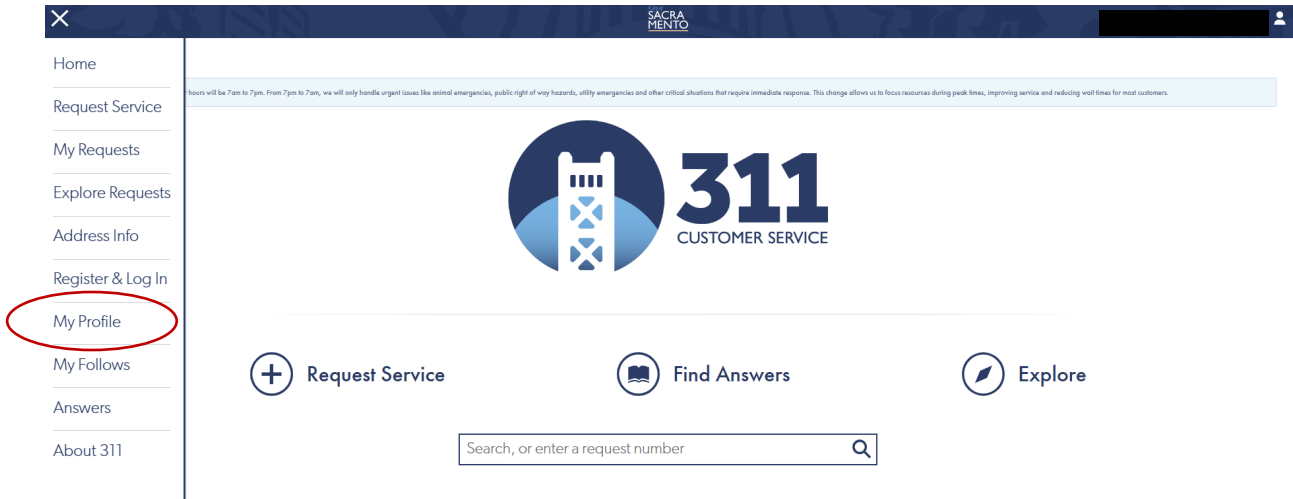 SACRA
MENTO
Home
Request Service
My Requests
Explore Requests
Address Info
Register & Log In
My Profile
My Follows
Answers
About 311
hours will be 7am to 7pm. From 7pm to 7am, we will only handle urgent issues like animal emergencies, public right of way hazards, utility emergencies and other critical situations that require immediate response. This change allows us to focus resources during peak times, improving service and reducing wait times for most customers.
311
CUSTOMER SERVICE
Request Service
Find Answers
Explore
Search, or enter a request number